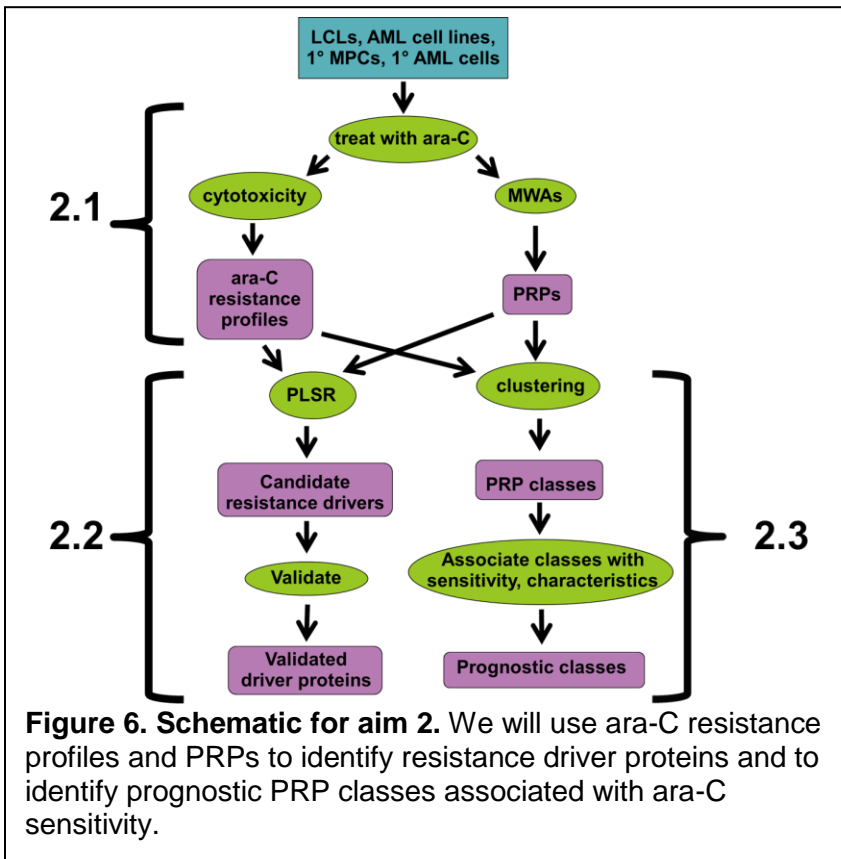 LCLs, AML cell lines,
1° MPCs, 1° AML cells
treat with ara-C
cytotoxicity
MWAs
2.1
ara-C
resistance
profiles
PRPs
PLSR
clustering
Candidate
resistance drivers
PRP classes
2.2
2.3
Validate
Associate classes with
sensitivity, characteristics
Validated
driver proteins
Prognostic classes
Figure 6. Schematic for aim 2. We will use ara-C resistance
profiles and PRPs to identify resistance driver proteins and to
identify prognostic PRP classes associated with ara-C
sensitivity.